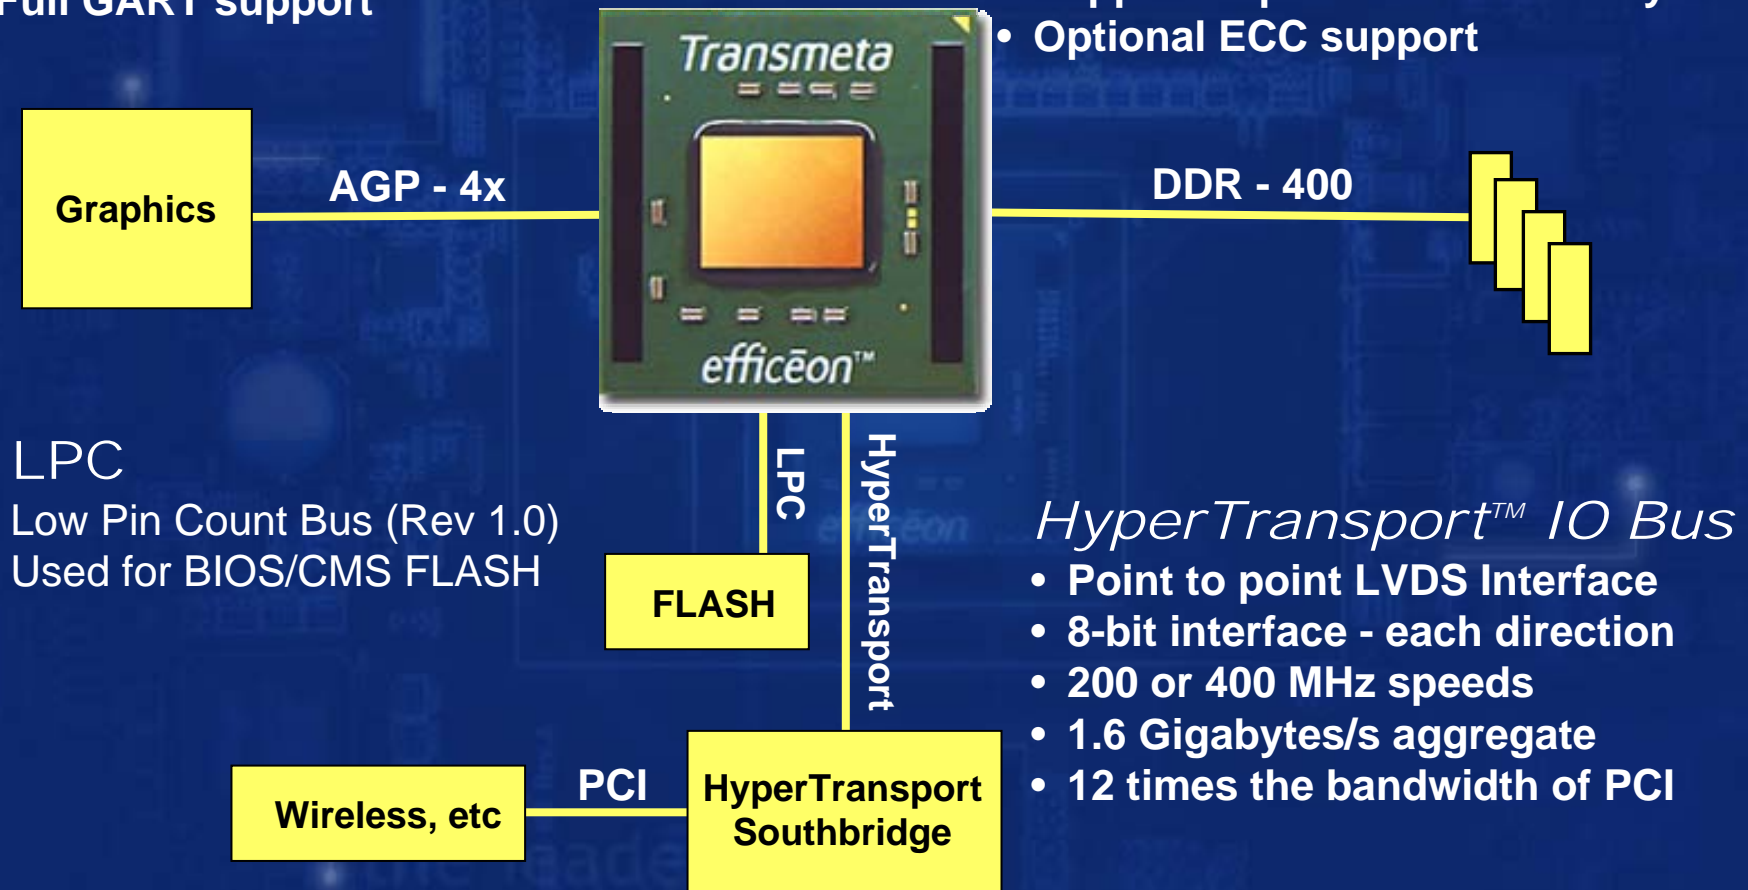 Full GART support
• Optional ECC support
Transmeta
efficēon™
Graphics
AGP - 4x
DDR - 400
LPC
Low Pin Count Bus (Rev 1.0)
Used for BIOS/CMS FLASH
LPC
HyperTransport
FLASH
HyperTransport™ IO Bus
• Point to point LVDS Interface
• 8-bit interface - each direction
• 200 or 400 MHz speeds
• 1.6 Gigabytes/s aggregate
• 12 times the bandwidth of PCI
Wireless, etc
PCI
HyperTransport
Southbridge